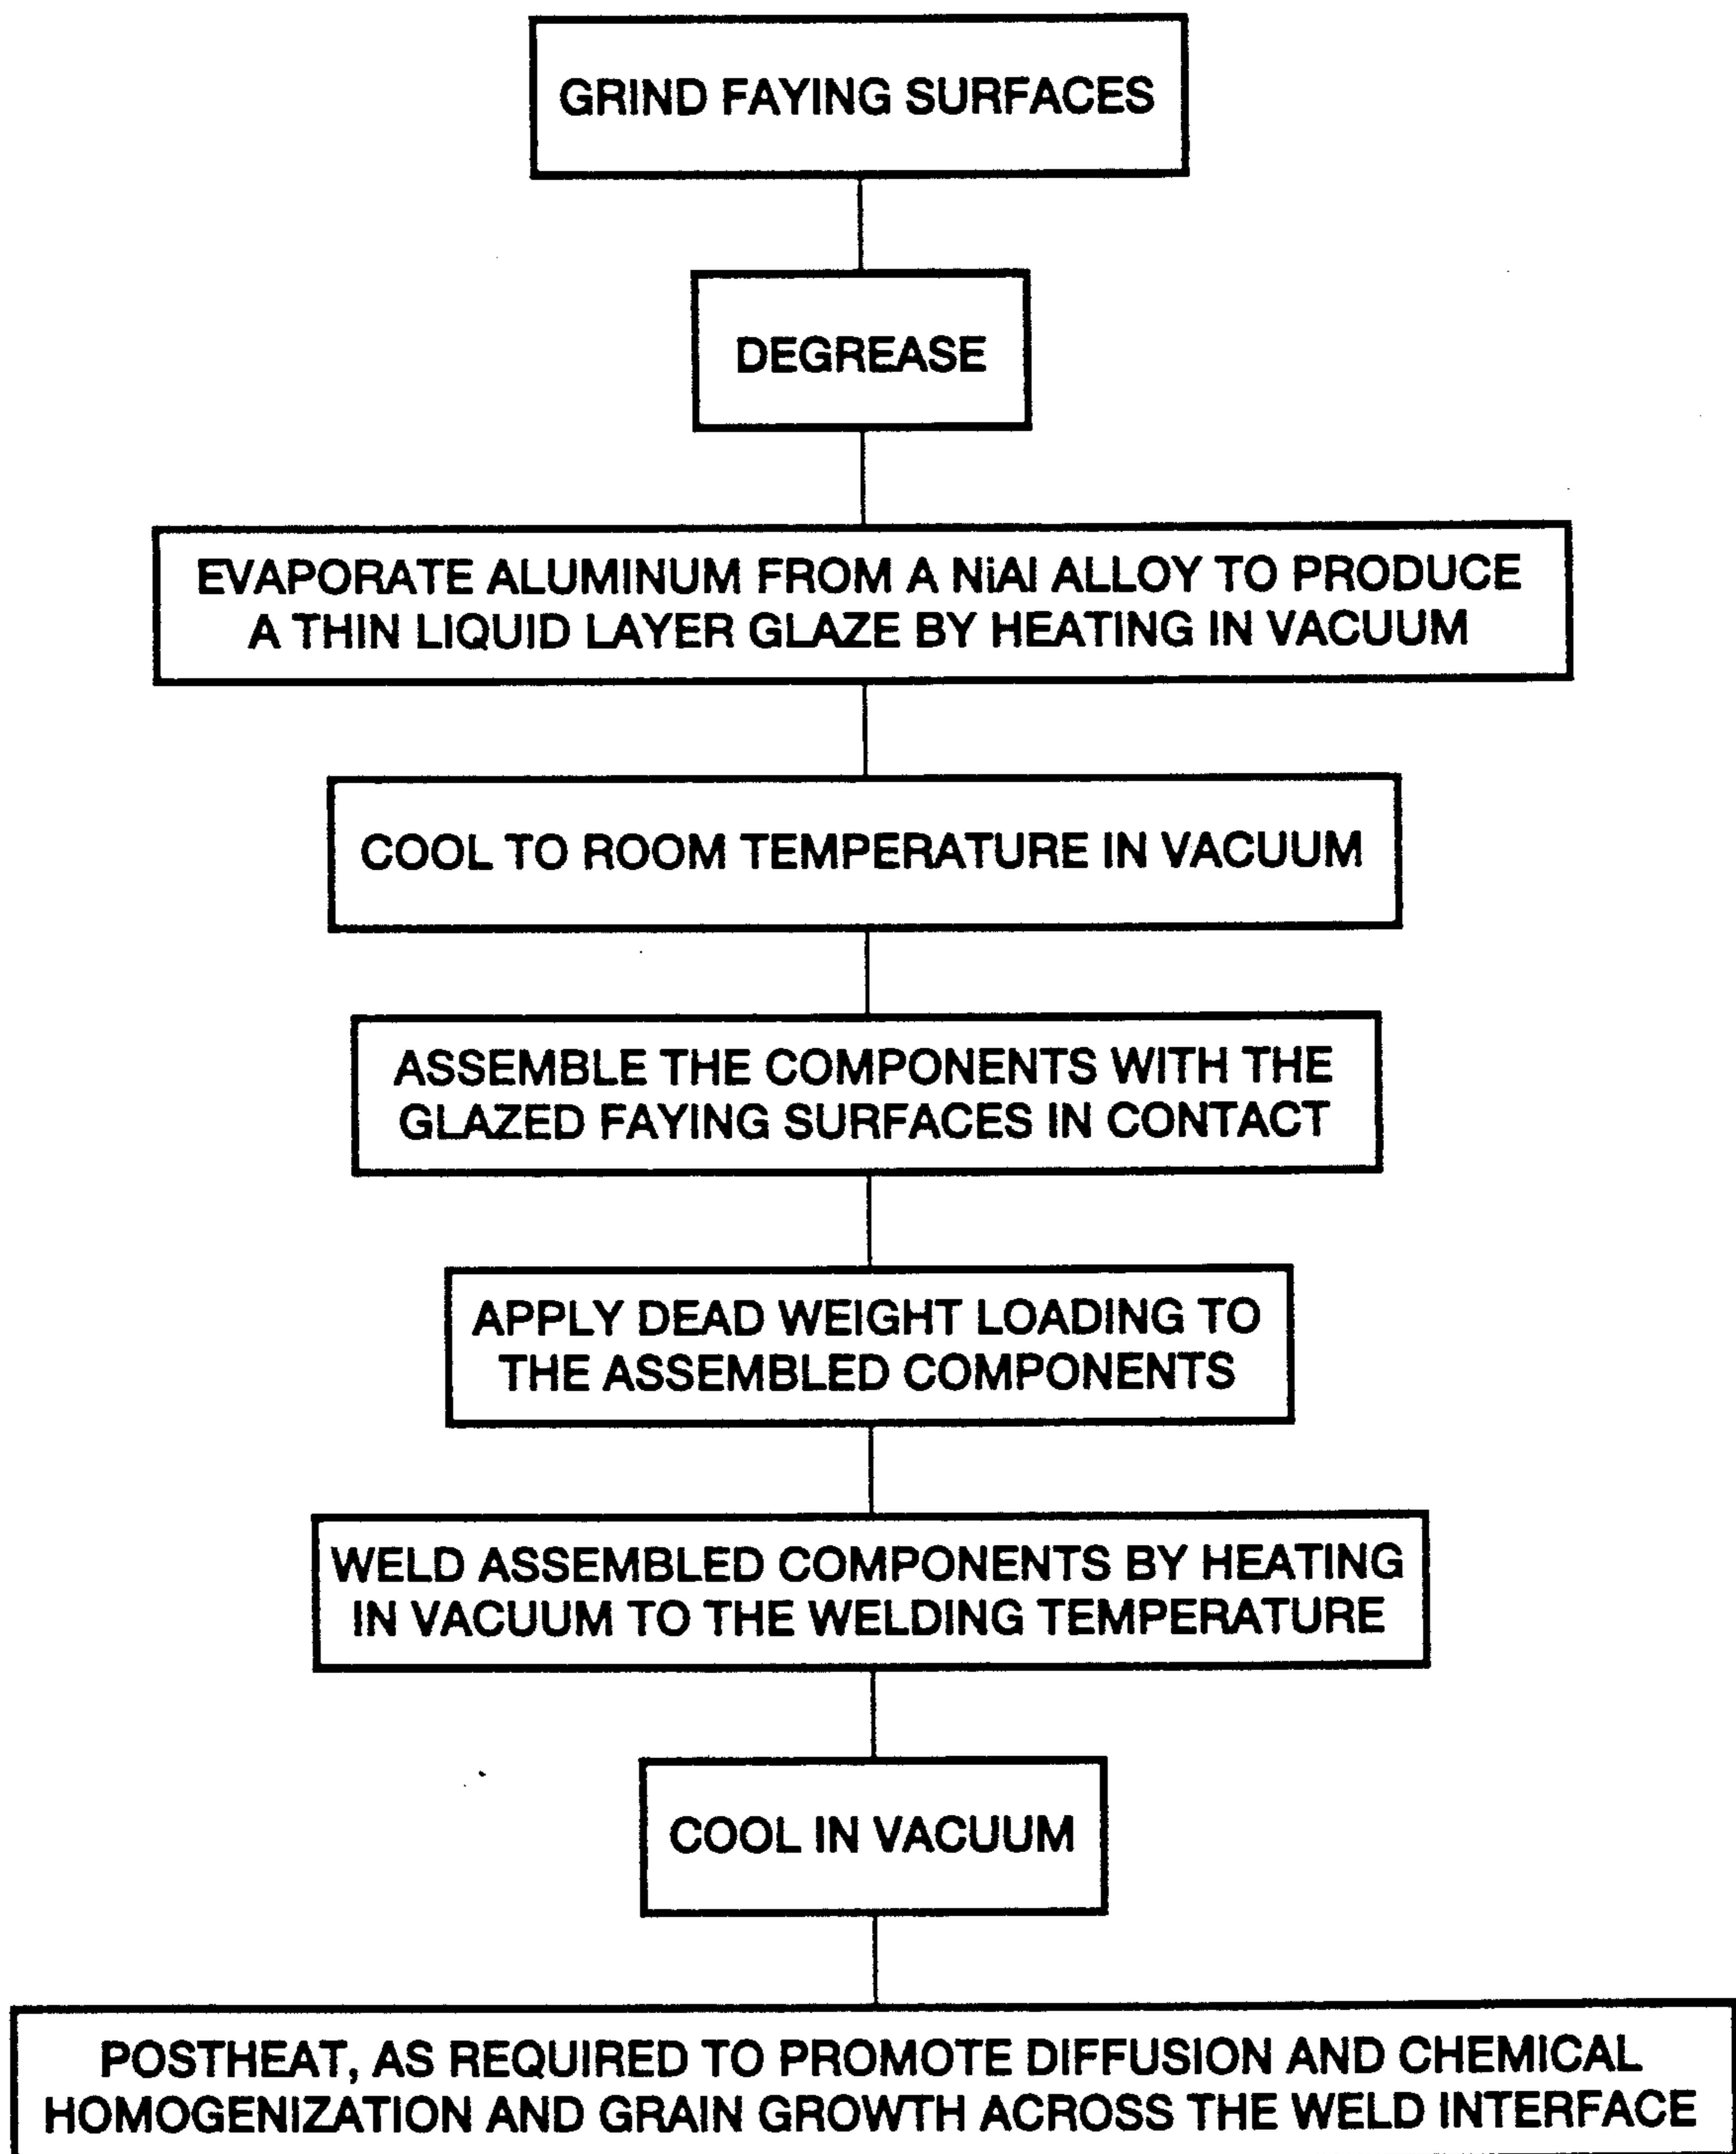 GRIND FAYING SURFACES
DEGREASE
EVAPORATE ALUMINUM FROM A NiAl ALLOY TO PRODUCE
A THIN LIQUID LAYER GLAZE BY HEATING IN VACUUM
COOL TO ROOM TEMPERATURE IN VACUUM
ASSEMBLE THE COMPONENTS WITH THE
GLAZED FAYING SURFACES IN CONTACT
APPLY DEAD WEIGHT LOADING TO
THE ASSEMBLED COMPONENTS
WELD ASSEMBLED COMPONENTS BY HEATING
IN VACUUM TO THE WELDING TEMPERATURE
COOL IN VACUUM
POSTHEAT, AS REQUIRED TO PROMOTE DIFFUSION AND CHEMICAL
HOMOGENIZATION AND GRAIN GROWTH ACROSS THE WELD INTERFACE